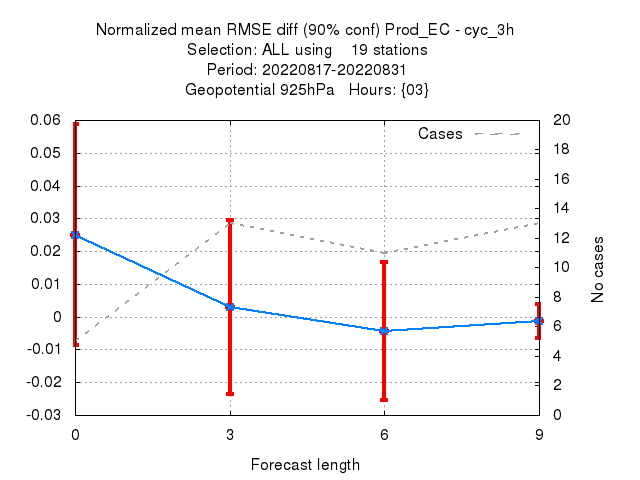 Normalized mean RMSE diff (90% conf) Prod_EC - cyc_3h
Selection: ALL using    19 stations
Period: 20220817-20220831
Geopotential 925hPa   Hours: {03}
Cases
0.06
0.05
0.04
0.03
0.02
0.01
0
-0.01
-0.02
-0.03
20
18
16
14
12
10
8
6
4
2
0
No cases
0 3 6 9
Forecast length